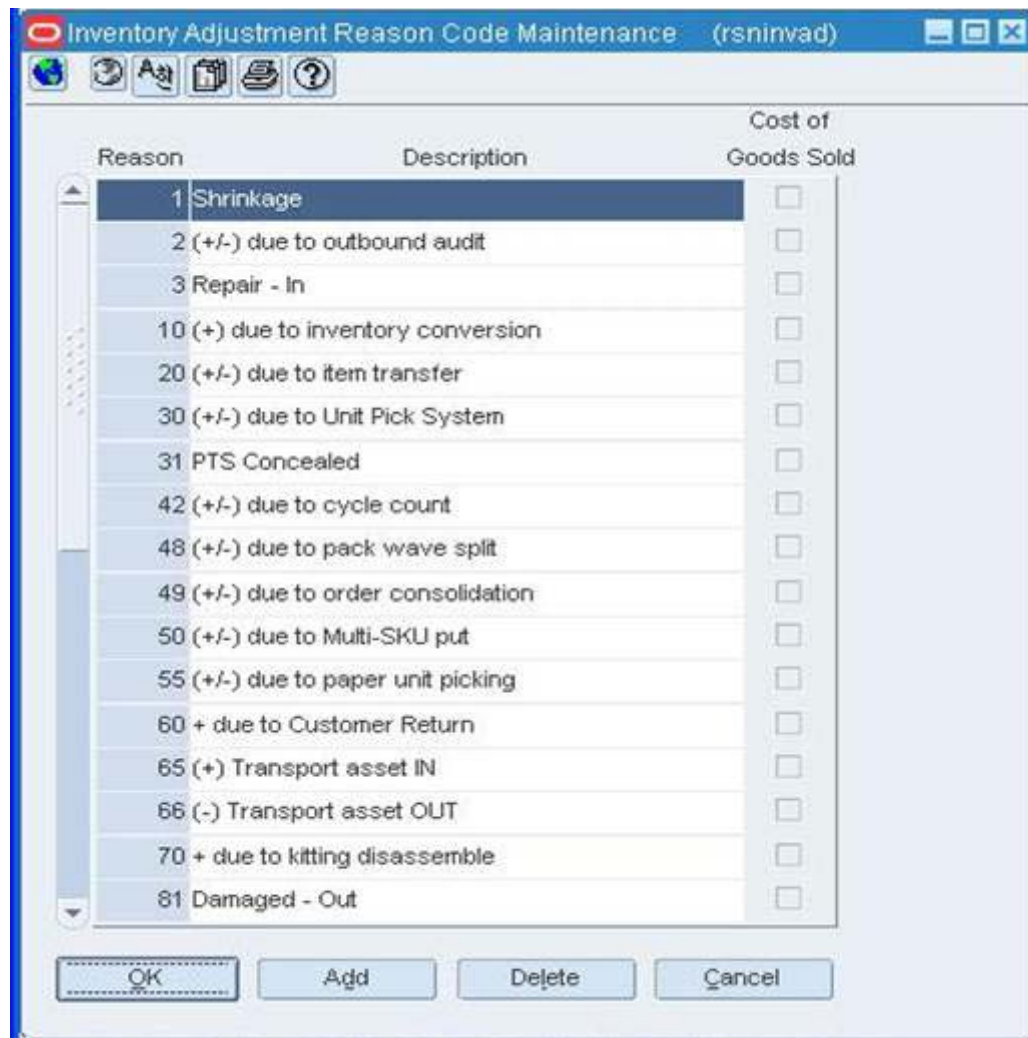 Inventory Adjustment Reason Code Maintenance (rsninvad)
Cost of
Reason Description Goods Sold
1 Shrinkage
2 (+/-) due to outbound audit
3 Repair - In
10 (+) due to inventory conversion
20 (+/-) due to item transfer
30 (+/-) due to Unit Pick System
31 PTS Concealed
42 (+/-) due to cycle count
48 (+/-) due to pack wave split
49 (+/-) due to order consolidation
50 (+/-) due to Multi-SKU put
55 (+/-) due to paper unit picking
60 + due to Customer Return
65 (+) Transport asset IN
66 (-) Transport asset OUT
70 + due to kitting disassemble
81 Damaged - Out
OK Add Delete Cancel